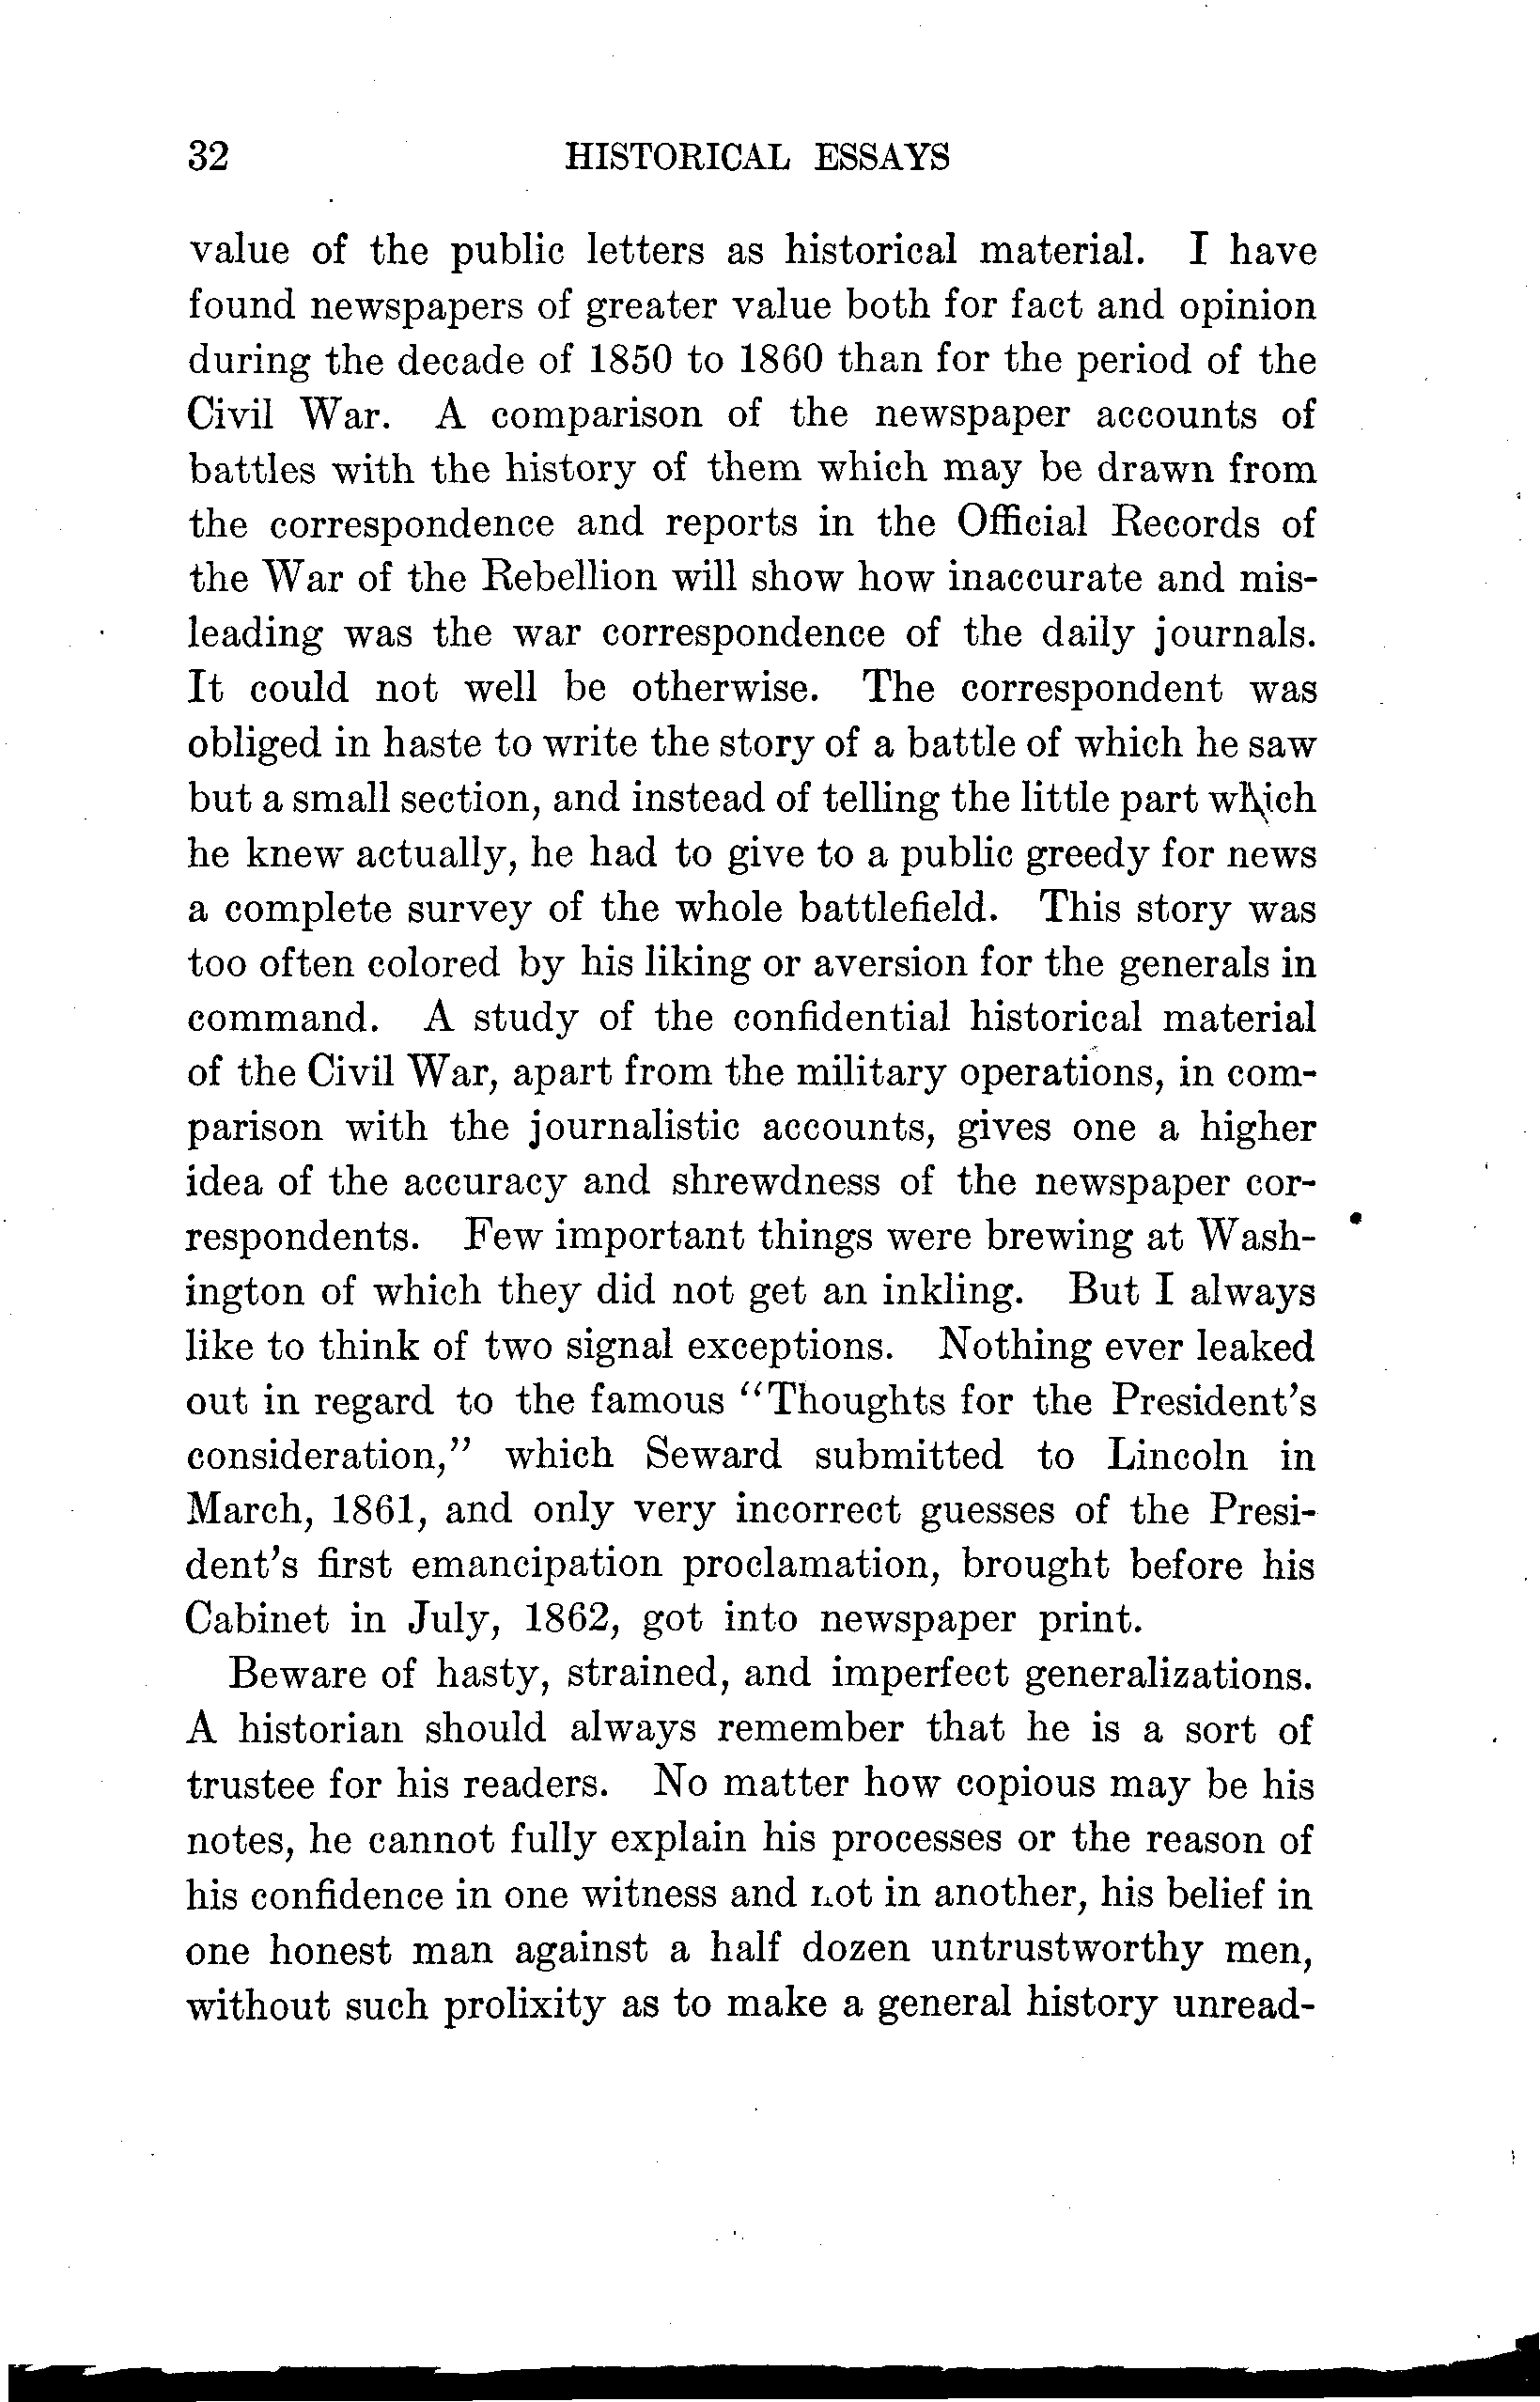 32 HISTORICAL ESSAYS
value of the public letters as historical material. I have
found newspapers of greater value both for fact and opinion
during the decade of 1850 to 1860 than for the period of the
Civil War. A comparison of the newspaper accounts of
battles with the history of them which may be drawn from
the correspondence and reports in the Official Records of
the War of the Rebellion will show how inaccurate and mis-
leading was the war correspondence of the daily journals.
It could not well be otherwise. The correspondent was
obliged in haste to write the story of a battle of which he saw
but a small section, and instead of telling the little part which
he knew actually, he had to give to a public greedy for news
a complete survey of the whole battlefield. This story was
too often colored by his liking or aversion for the generals in
command. A study of the confidential historical material
of the Civil War, apart from the military operations, in com-
parison with the journalistic accounts, gives one a higher
idea of the accuracy and shrewdness of the newspaper cor-
respondents. Few important things were brewing at Wash-
ington of which they did not get an inkling. But I always
like to think of two signal exceptions. Nothing ever leaked
out in regard to the famous "Thoughts for the President's
consideration," which Seward submitted to Lincoln in
March, 1861, and only very incorrect guesses of the Presi-
dent's first emancipation proclamation, brought before his
Cabinet in July, 1862, got into newspaper print.
Beware of hasty, strained, and imperfect generalizations.
A historian should always remember that he is a sort of
trustee for his readers. No matter how copious may be his
notes, he cannot fully explain his processes or the reason of
his confidence in one witness and not in another, his belief in
one honest man against a half dozen untrustworthy men,
without such prolixity as to make a general history unread-